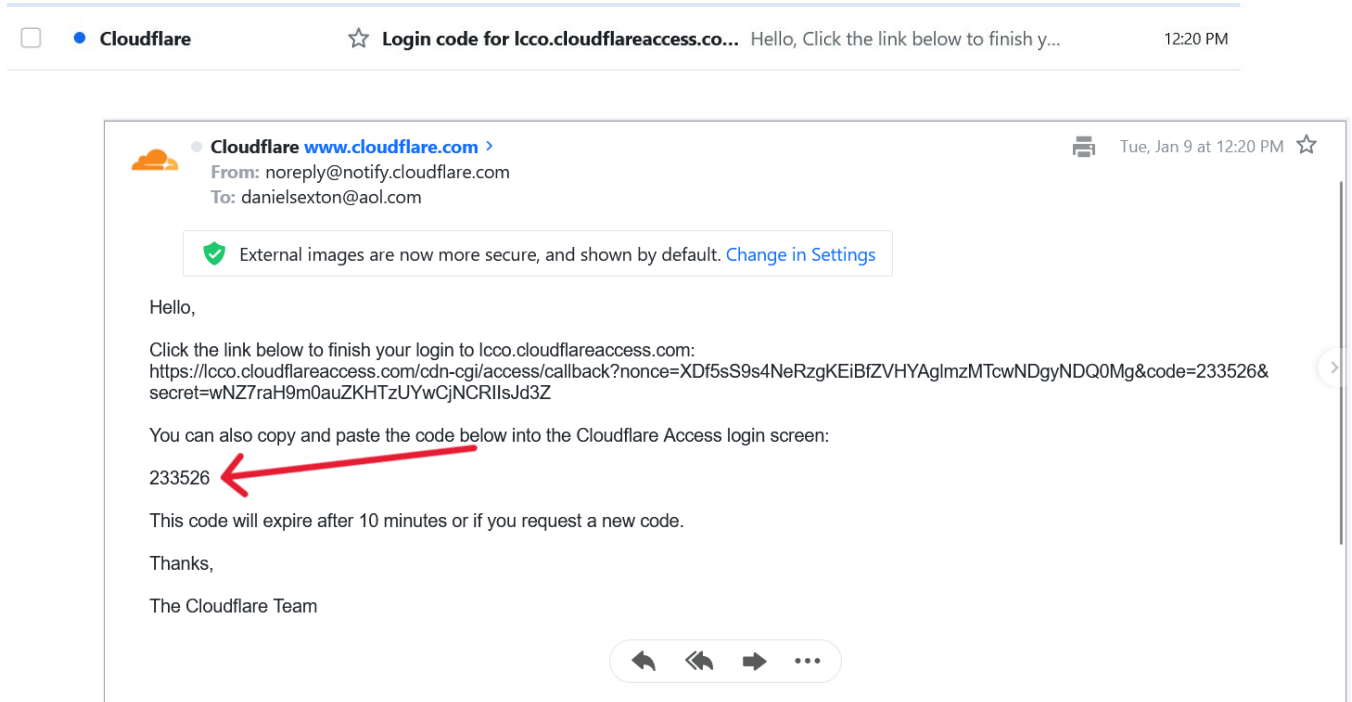 Cloudflare Login code for lcco.cloudflareaccess.co... Hello, Click the link below to finish y... 12:20 PM
Cloudflare www.cloudflare.com > Tue, Jan 9 at 12:20 PM
From: noreply@notify.cloudflare.com
To: danielsexton@aol.com
External images are now more secure, and shown by default. Change in Settings
Hello,
Click the link below to finish your login to lcco.cloudflareaccess.com:
https://lcco.cloudflareaccess.com/cdn-cgi/access/callback?nonce=XDf5sS9s4NeRzgKEiBfZVHYAglmzMTcwNDgyNDQ0Mg&code=233526&
secret=wNZ7raH9m0auZKHTzUYwCjNCRIIsJd3Z
You can also copy and paste the code below into the Cloudflare Access login screen:
233526
This code will expire after 10 minutes or if you request a new code.
Thanks,
The Cloudflare Team